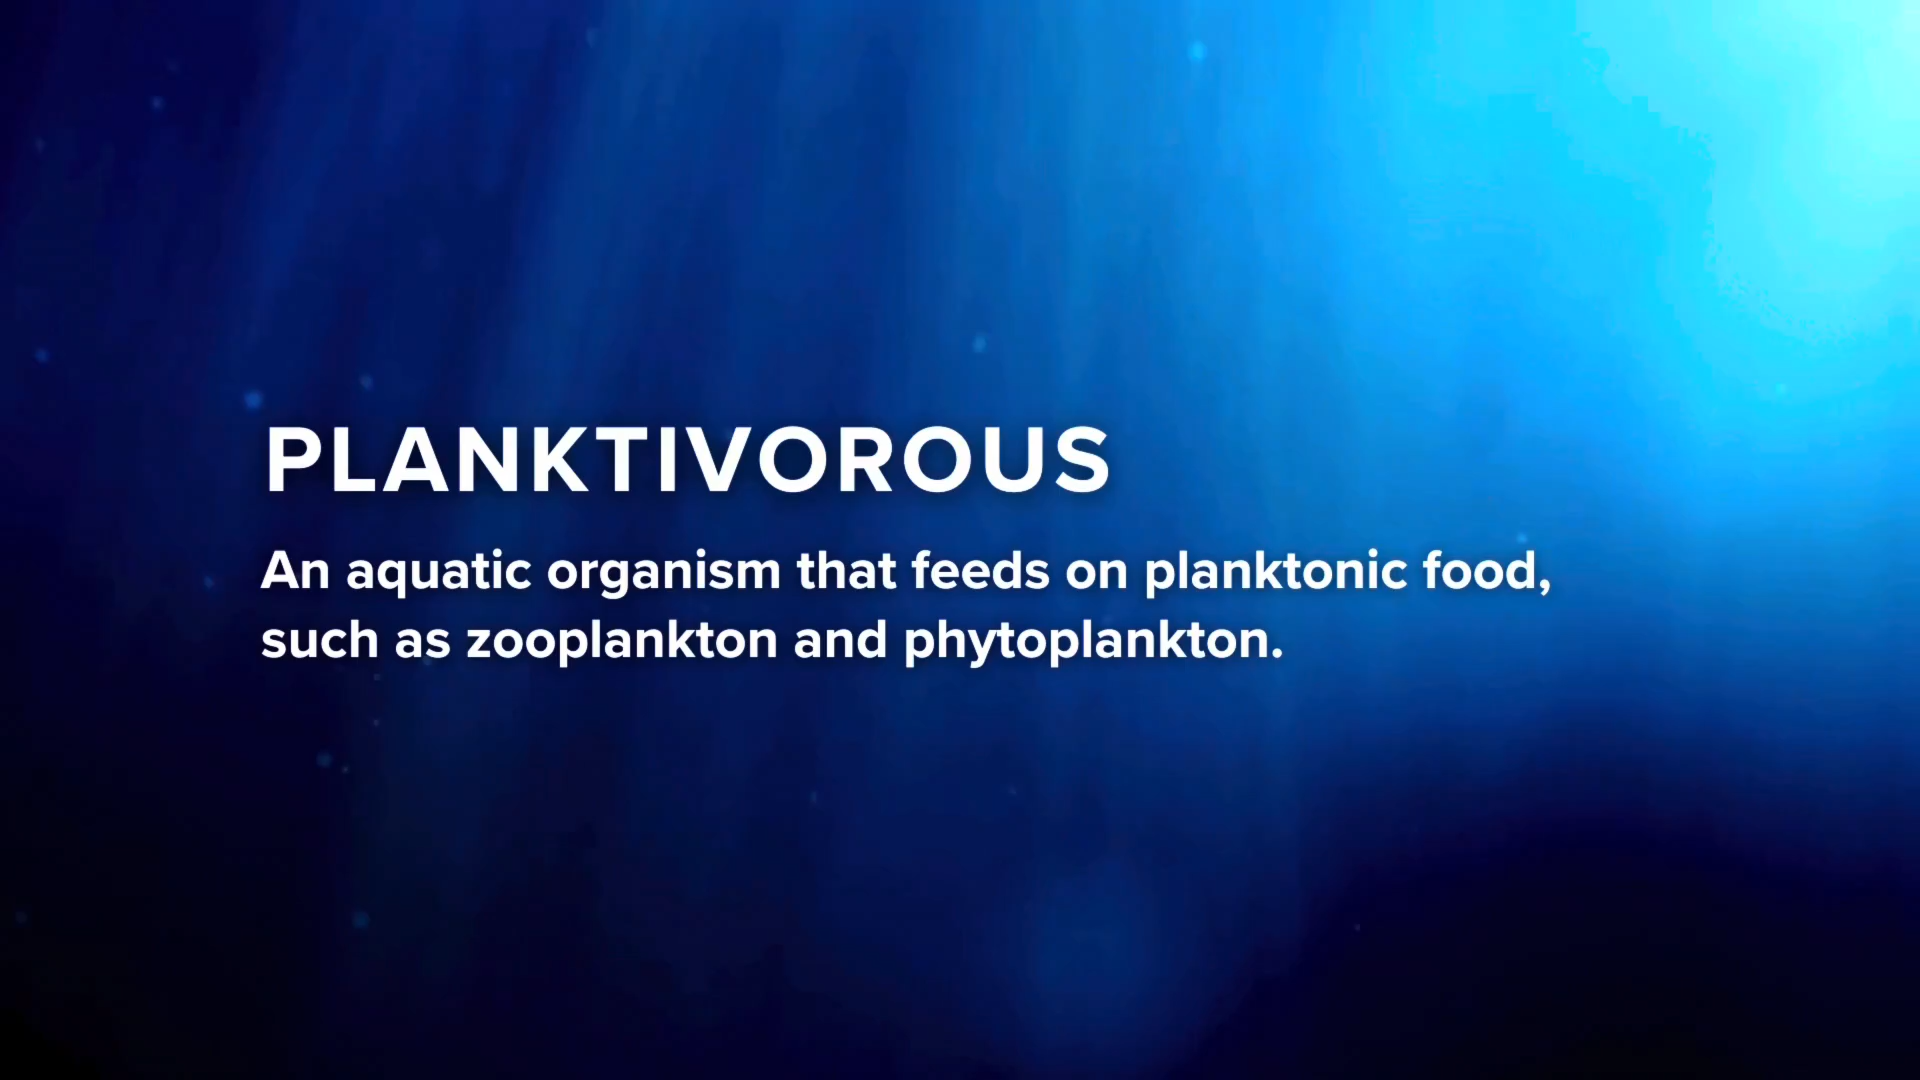 PLANKTIVOROUS
An aquatic organism that feeds on planktonic food,
such as zooplankton and phytoplankton.